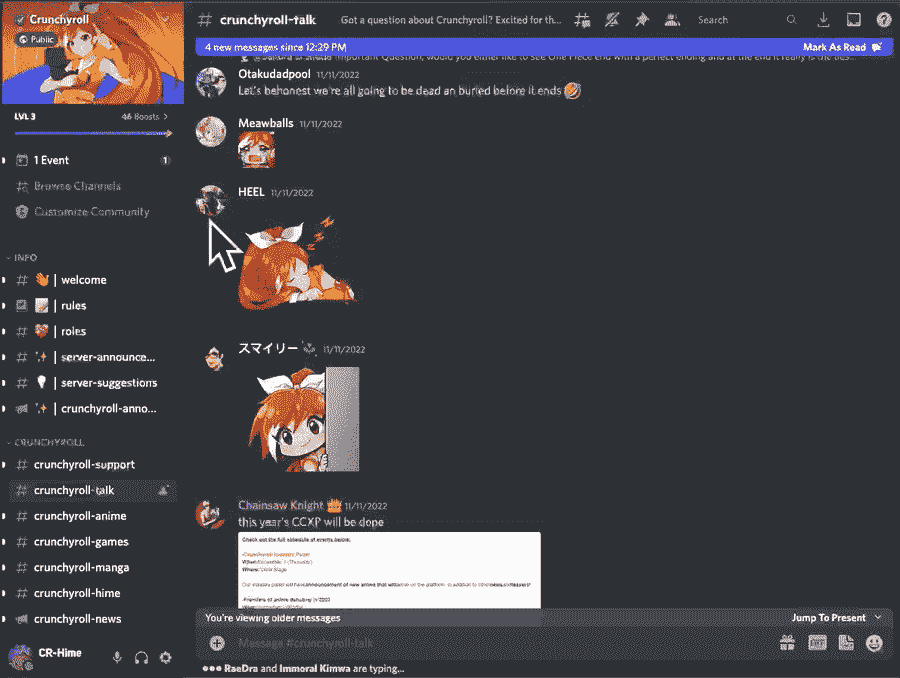 Crunchyroll
Public
LVL 3
46 Boosts
1 Event
1
Browse Channels
Customize Community
INFO
welcome
rules
roles
server-announce...
server-suggestions
crunchyroll-anno...
CRUNCHYROLL
crunchyroll-support
crunchyroll-talk
crunchyroll-anime
crunchyroll-games
crunchyroll-manga
crunchyroll-hime
crunchyroll-news
CR-Hime
crunchyroll-talk
Got a question about Crunchyroll? Excited for th...
Search
4 new messages since 12:29 PM
Mark As Read
Important Question, would you either like to see One Piece end with a perfect ending and at the end it really is the
Otakudadpool 11/11/2022
Let's be honest we're all going to be dead an buried before it ends
Meawballs 11/11/2022
HEEL 11/11/2022
スマイリー 11/11/2022
Chainsaw Knight 11/11/2022
this year's CCXP will be dope
Check out the full schedule of events below.
You're viewing older messages
Jump To Present
Message #crunchyroll-talk
RaeDra and Immoral Kimwa are typing...